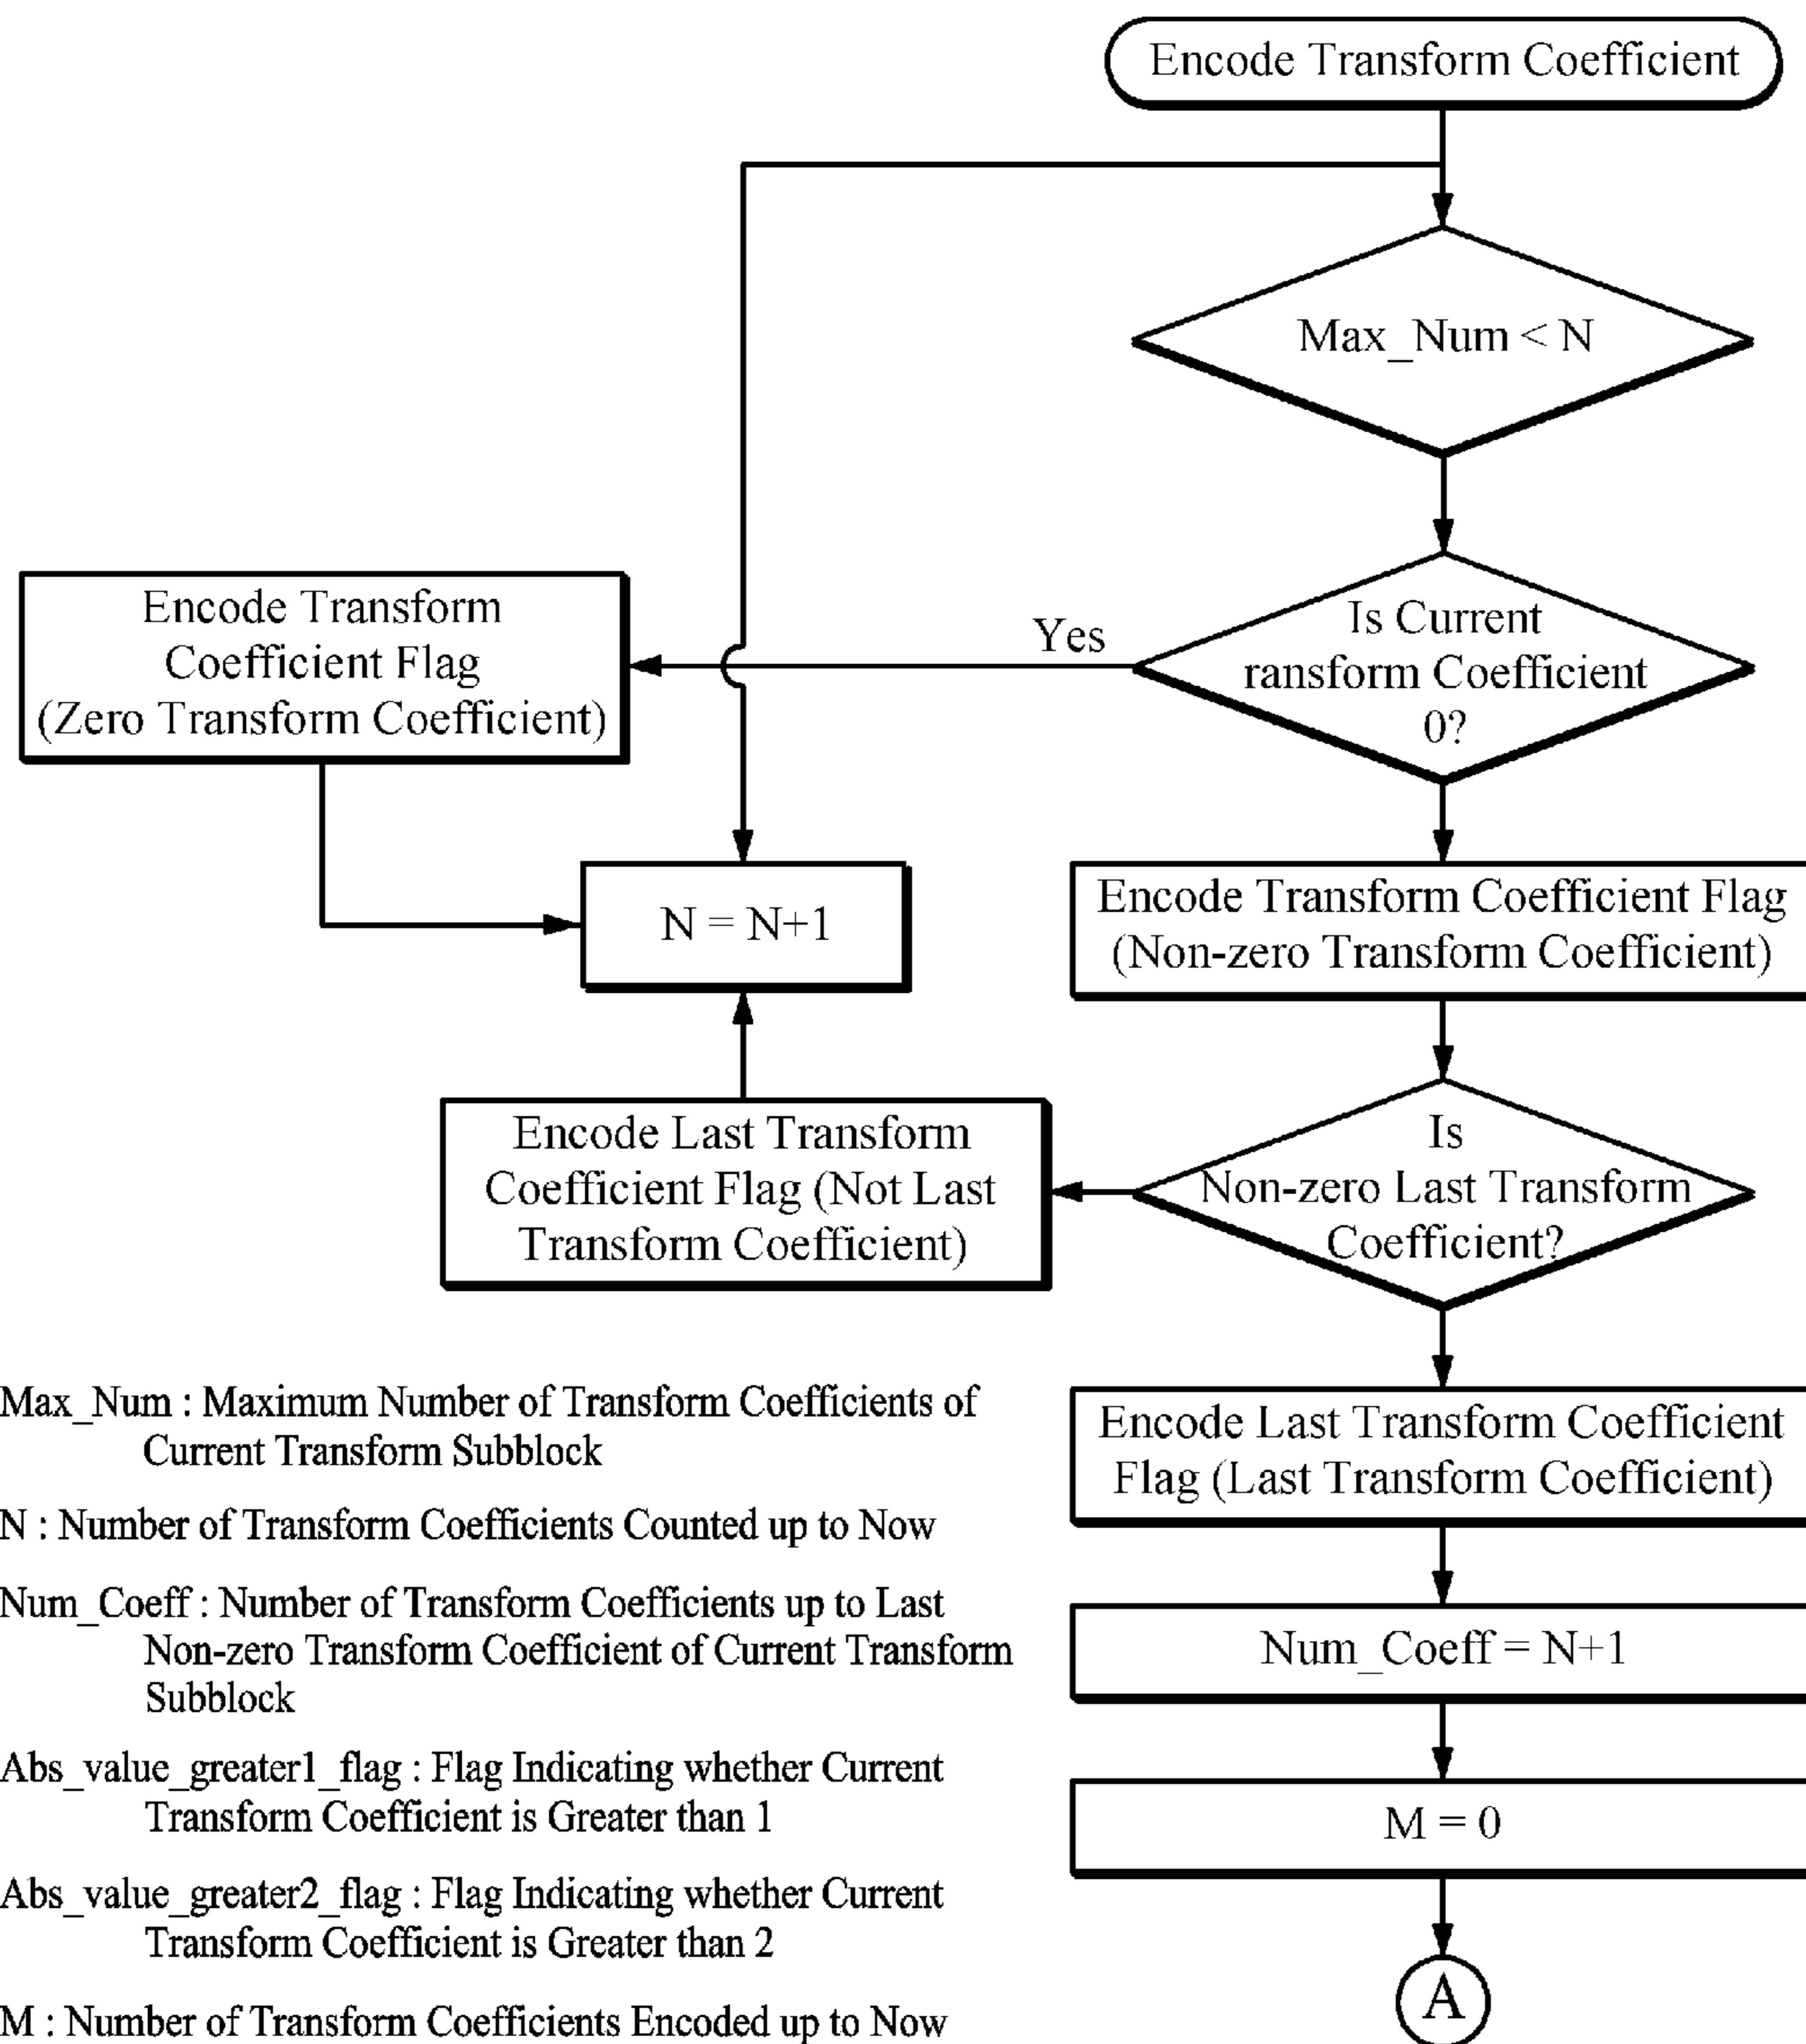 Encode Transform Coefficient
Max_Num < N
Is Current
ransform Coefficient
0?
Yes
Encode Transform
Coefficient Flag
(Zero Transform Coefficient)
N = N+1
Encode Transform Coefficient Flag
(Non-zero Transform Coefficient)
Is
Non-zero Last Transform
Coefficient?
Encode Last Transform
Coefficient Flag (Not Last
Transform Coefficient)
Encode Last Transform Coefficient
Flag (Last Transform Coefficient)
Num_Coeff = N+1
M = 0
A
Max_Num : Maximum Number of Transform Coefficients of
Current Transform Subblock
N : Number of Transform Coefficients Counted up to Now
Num_Coeff : Number of Transform Coefficients up to Last
Non-zero Transform Coefficient of Current Transform
Subblock
Abs_value_greater1_flag : Flag Indicating whether Current
Transform Coefficient is Greater than 1
Abs_value_greater2_flag : Flag Indicating whether Current
Transform Coefficient is Greater than 2
M : Number of Transform Coefficients Encoded up to Now